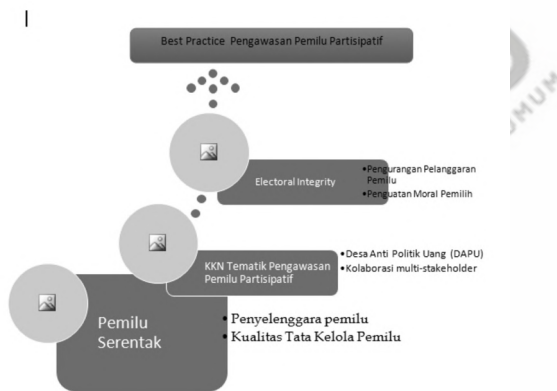 Best Practice Pengawasan Pemilu Partisipatif
Electoral Integrity
•Pengurangan Pelanggaran
Pemilu
•Penguatan Moral Pemilih
KKN Tematik Pengawasan
Pemilu Partisipatif
•Desa Anti Politik Uang (DAPU)
•Kolaborasi multi-stakeholder
Pemilu
Serentak
• Penyelenggara pemilu
• Kualitas Tata Kelola Pemilu
UMUM